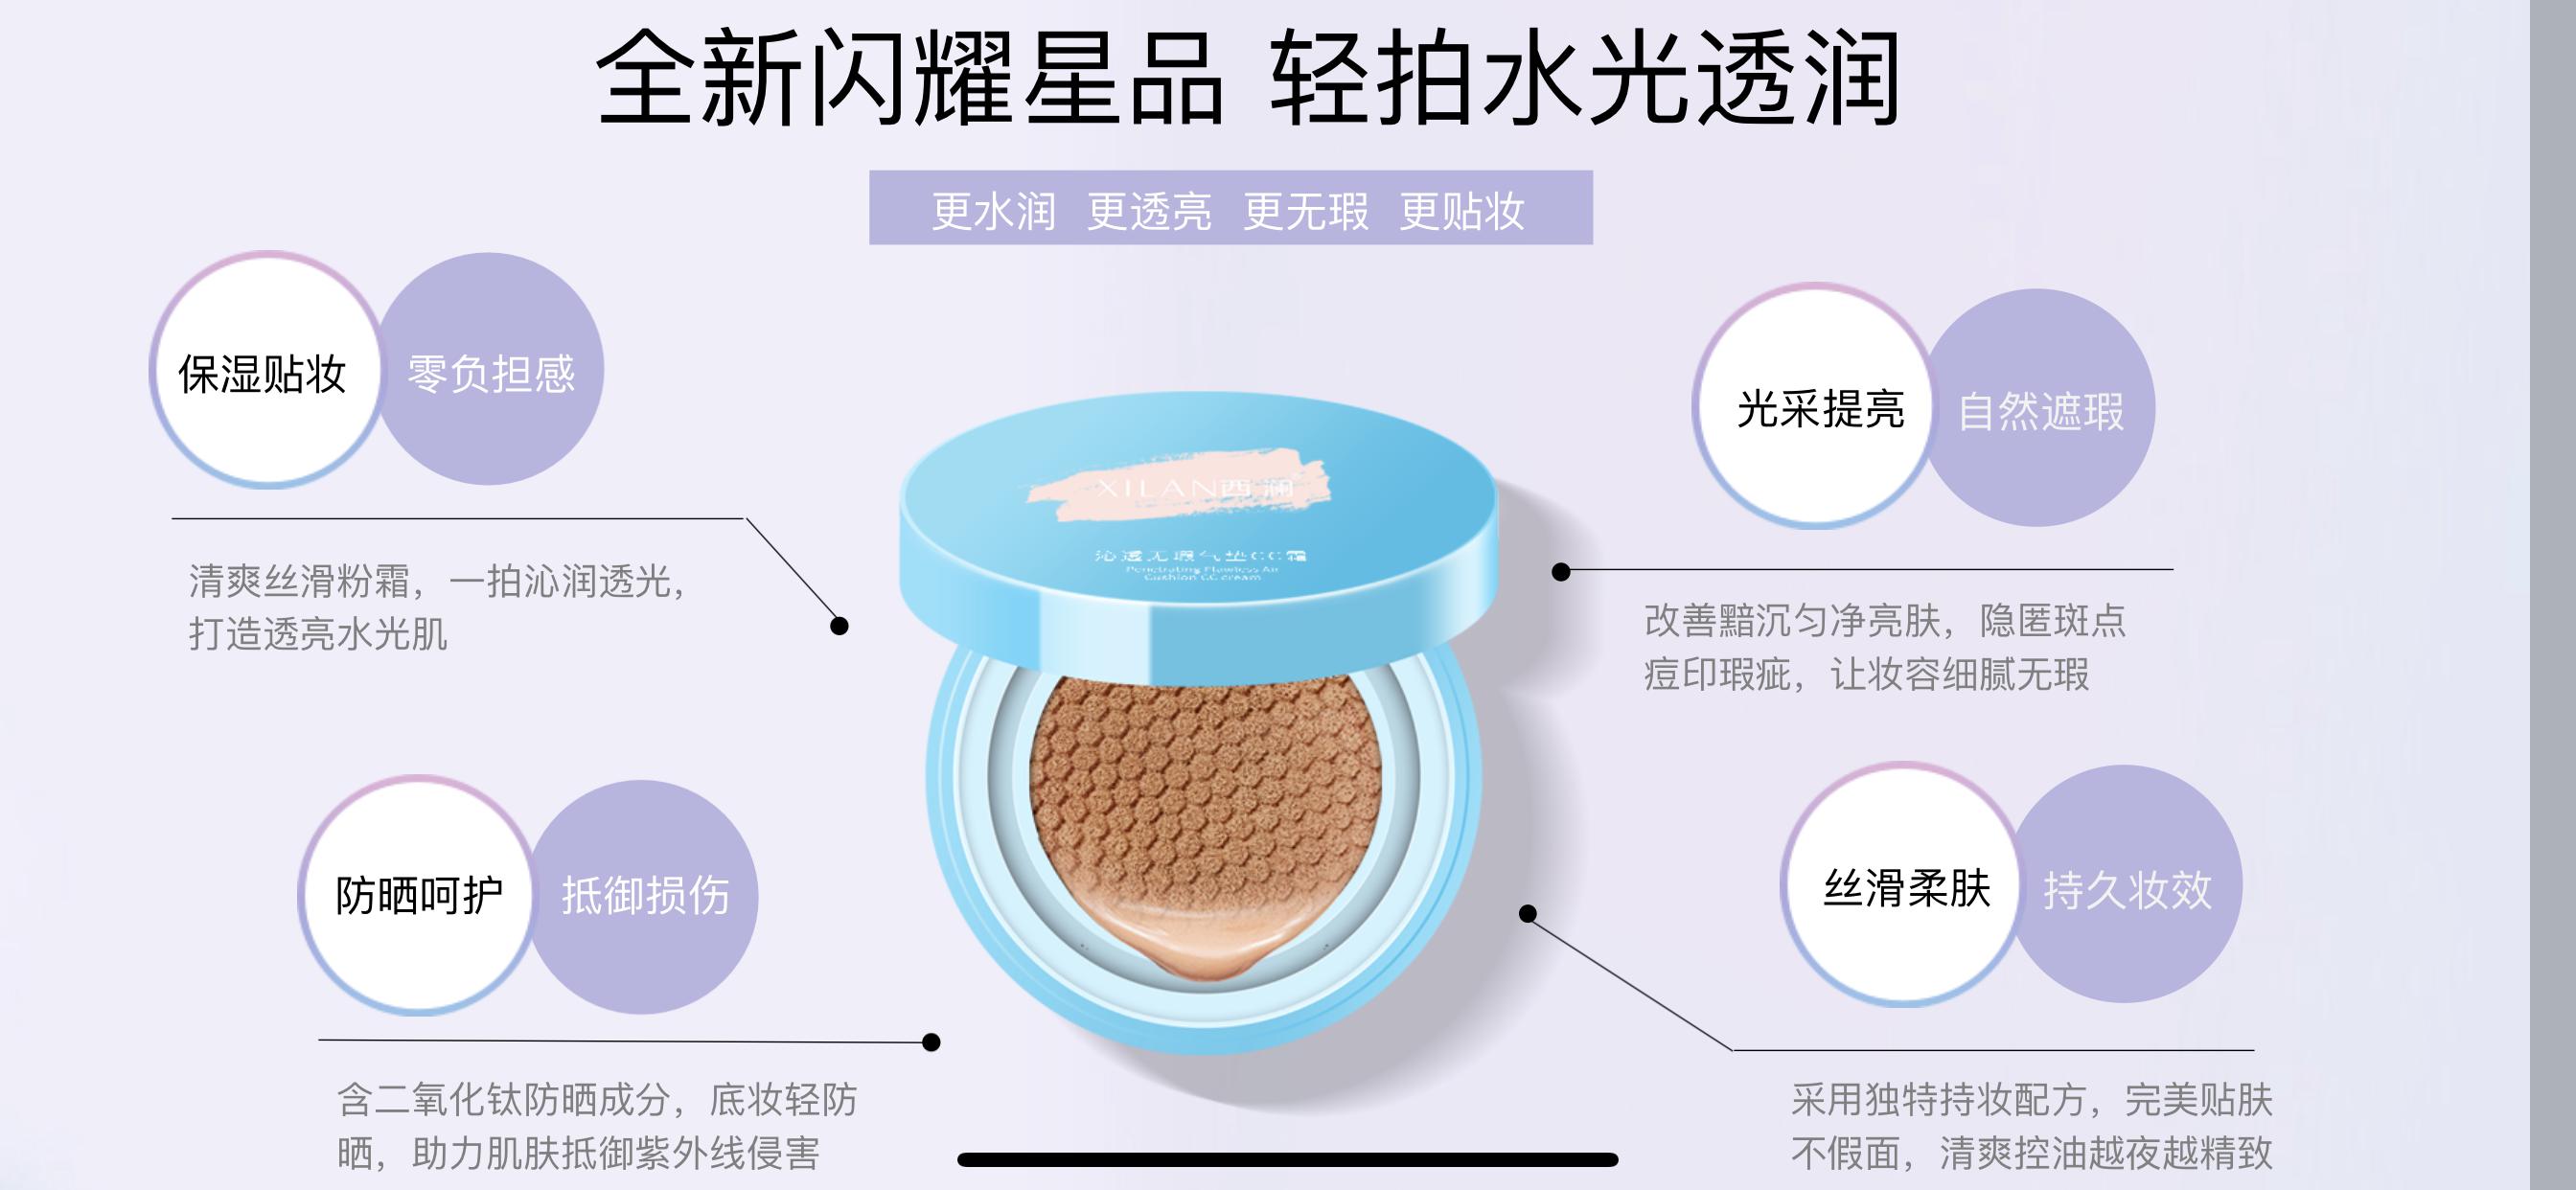 全新闪耀星品 轻拍水光透润
更水润 更透亮 更无瑕 更贴妆
保湿贴妆 零负担感
清爽丝滑粉霜，一拍沁润透光，
打造透亮水光肌
光采提亮 自然遮瑕
改善黯沉匀净亮肤，隐匿斑点
痘印瑕疵，让妆容细腻无瑕
XILAN西澜
沁透无瑕气垫CC霜
Penetrating Flawless Air
Cushion CC cream
防晒呵护 抵御损伤
含二氧化钛防晒成分，底妆轻防
晒，助力肌肤抵御紫外线侵害
丝滑柔肤 持久妆效
采用独特持妆配方，完美贴肤
不假面，清爽控油越夜越精致